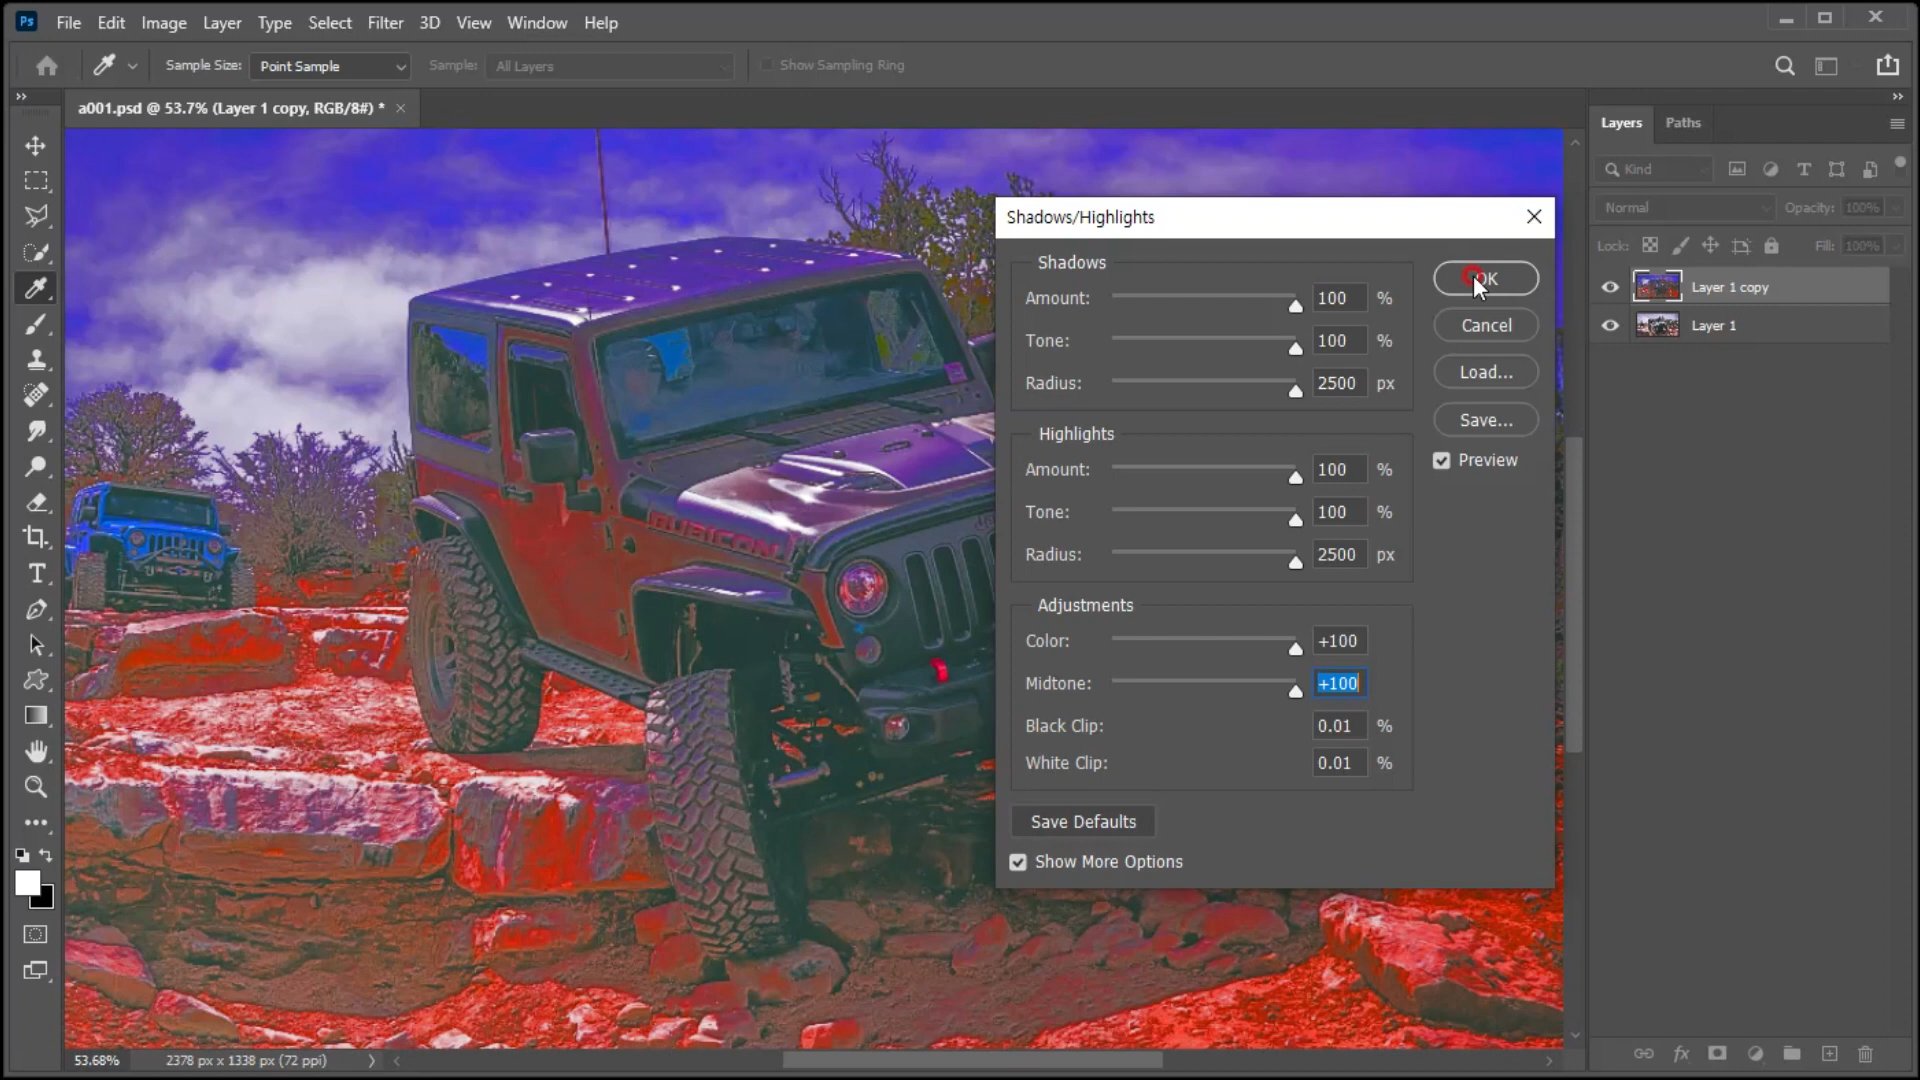 Ps File Edit Image Layer Type Select Filter 3D View Window Help
Sample Size: Point Sample Sample: All Layers Show Sampling Ring
a001.psd @ 53.7% (Layer 1 copy, RGB/8#) *
Layers Paths
Kind
Normal Opacity: 100%
Lock: Fill: 100%
Layer 1 copy
Layer 1
RUBICON
Shadows/Highlights
Shadows
Amount: 100 %
Tone: 100 %
Radius: 2500 px
Highlights
Amount: 100 %
Tone: 100 %
Radius: 2500 px
Adjustments
Color: +100
Midtone: +100
Black Clip: 0.01 %
White Clip: 0.01 %
Save Defaults
Show More Options
OK
Cancel
Load...
Save...
Preview
53.68% 2378 px x 1338 px (72 ppi)
fx